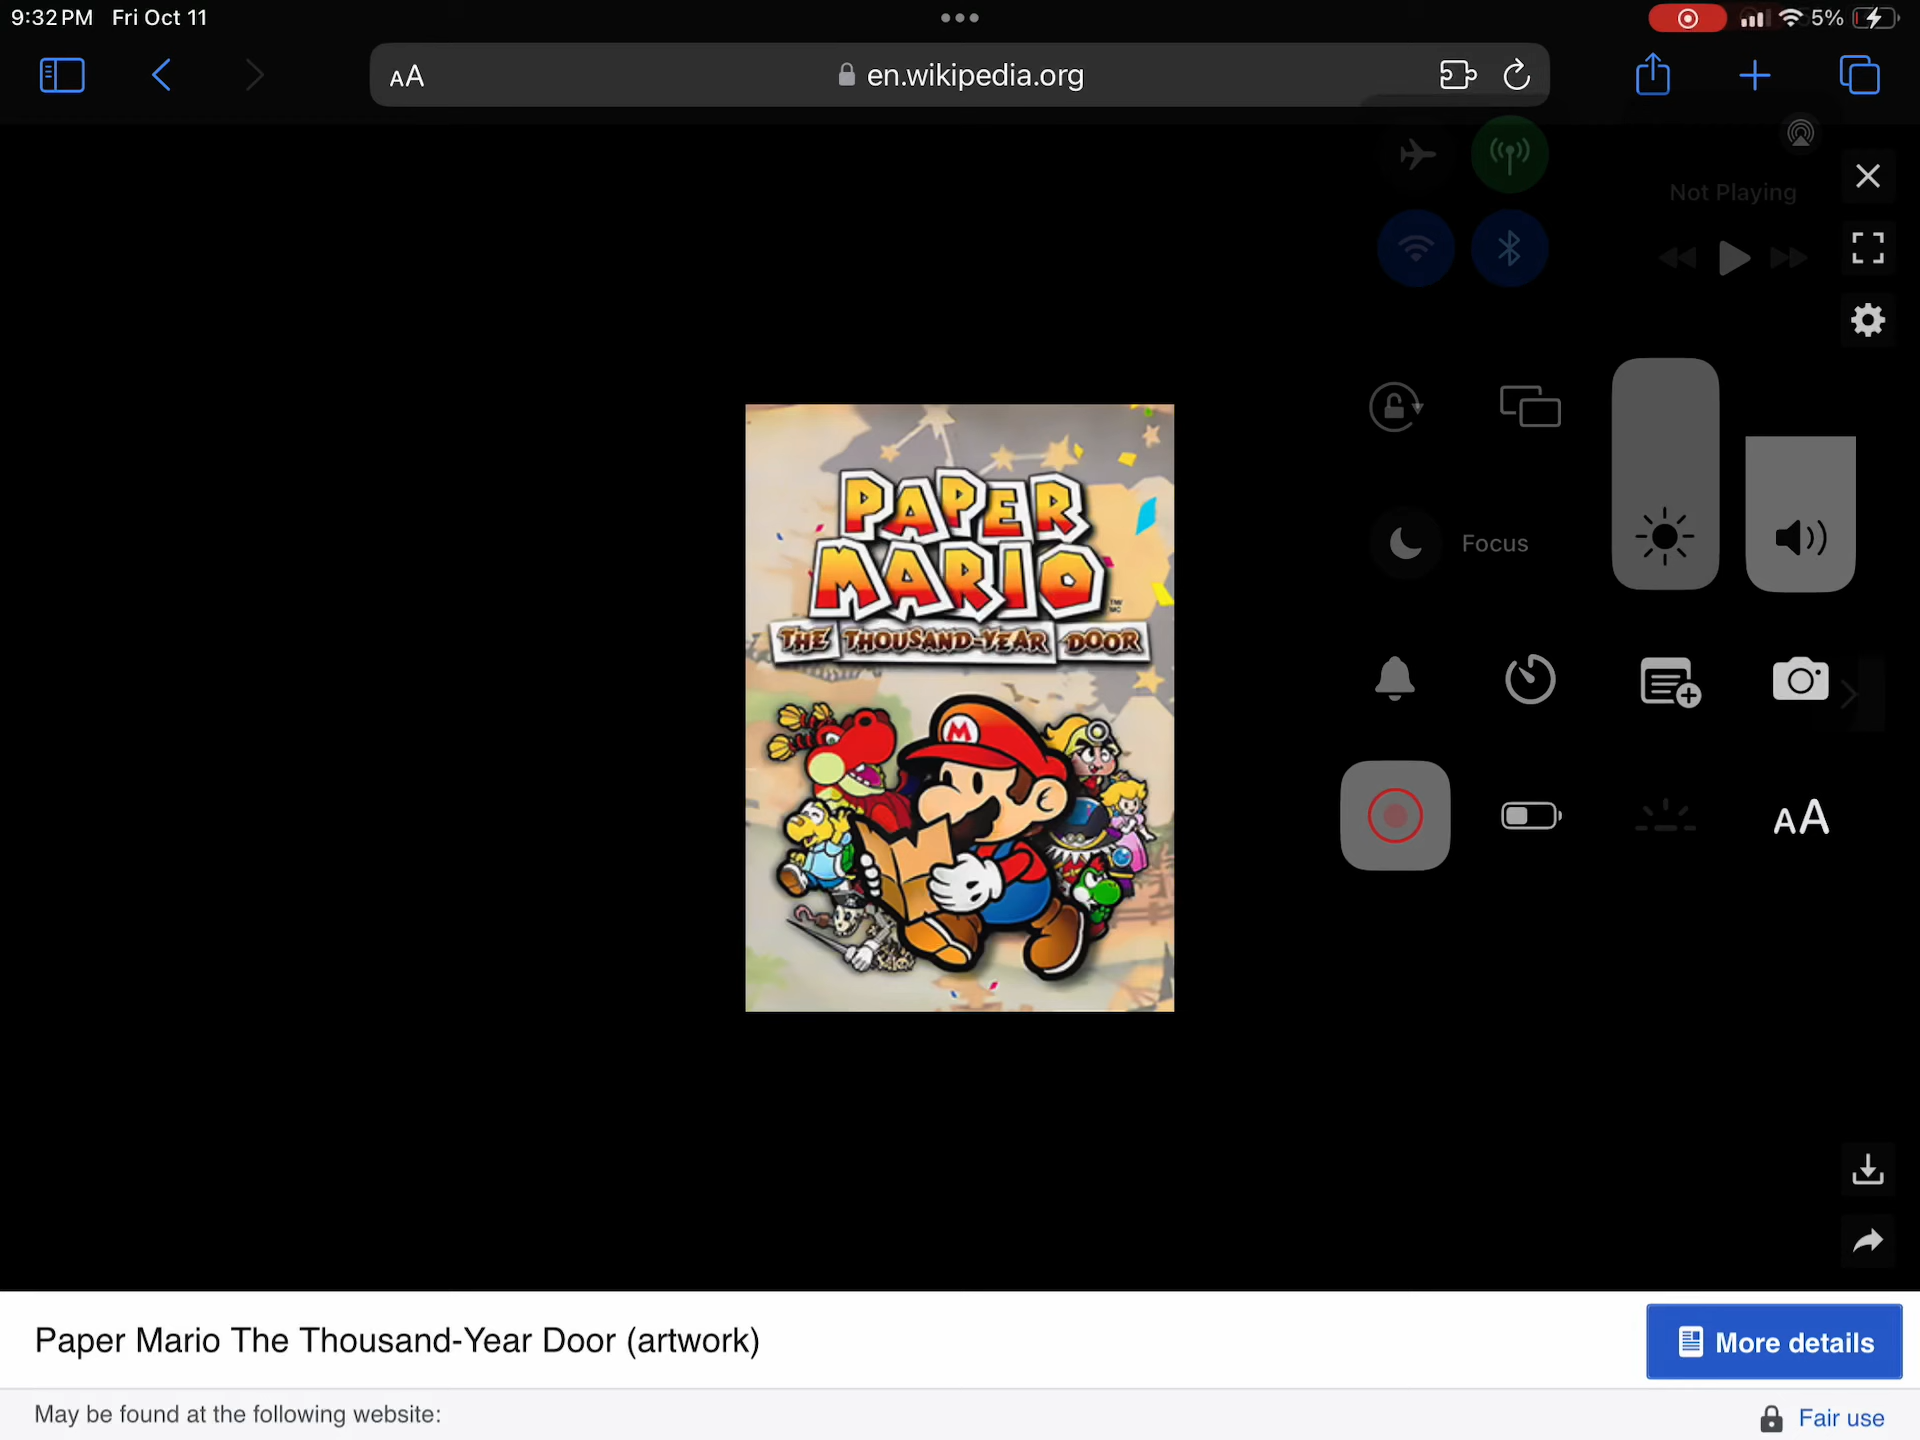 9:32 PM Fri Oct 11
5%
AA
en.wikipedia.org
Not Playing
PAPER
MARIO
TM
MC
THE THOUSAND-YEAR DOOR
M
Focus
AA
Paper Mario The Thousand-Year Door (artwork)
More details
May be found at the following website:
Fair use